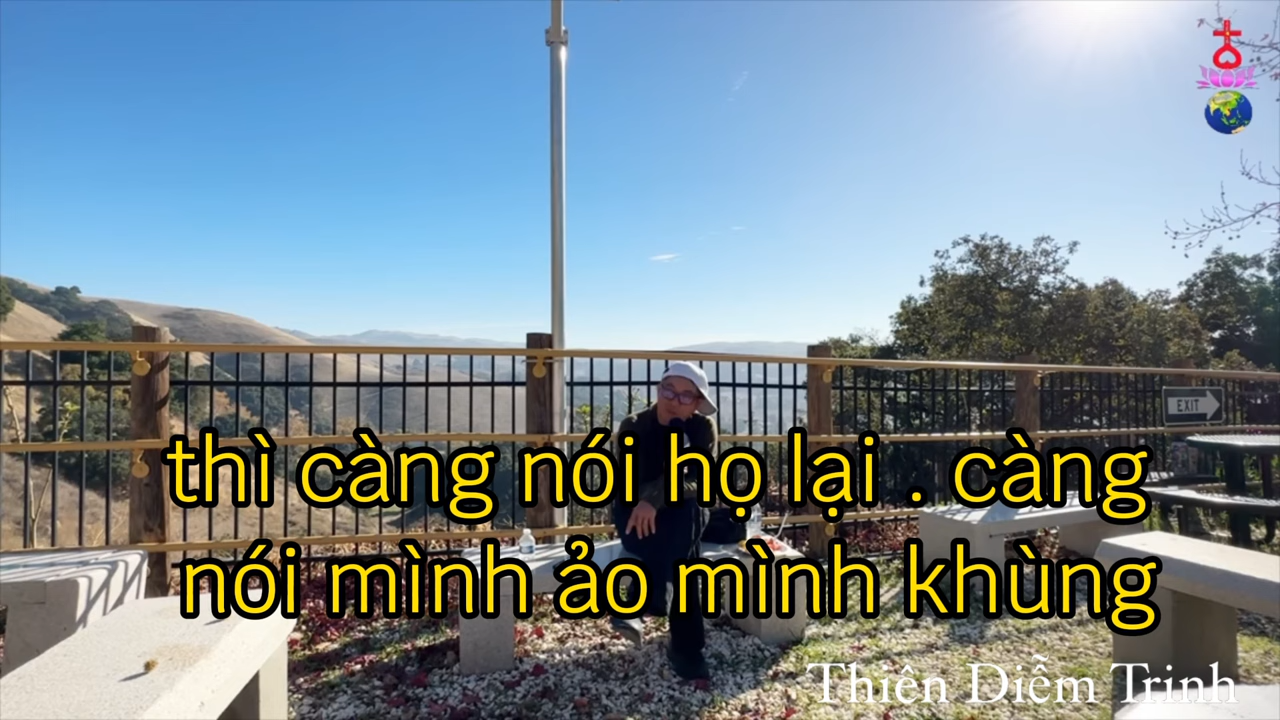 EXIT
thì càng nói họ lại . càng
nói mình ảo mình khùng
Thiên Diễm Trinh